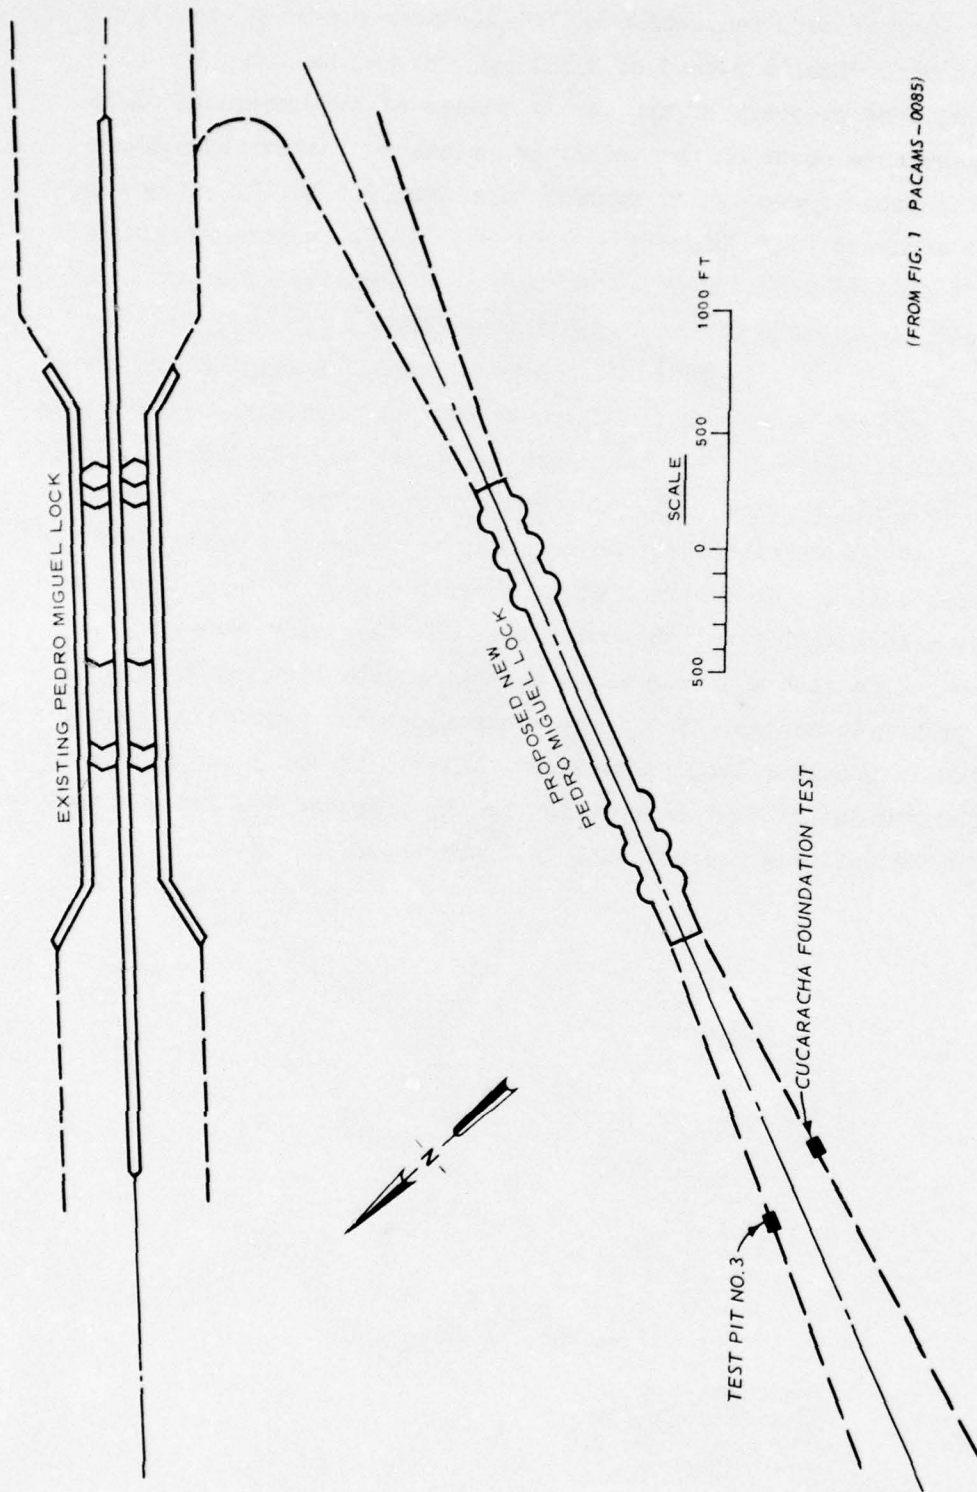 EXISTING PEDRO MIGUEL LOCK
PROPOSED NEW
PEDRO MIGUEL LOCK
SCALE
500 0 500 1000 FT
N
TEST PIT NO.3
CUCARACHA FOUNDATION TEST
(FROM FIG. 1 PACAMS-0085)